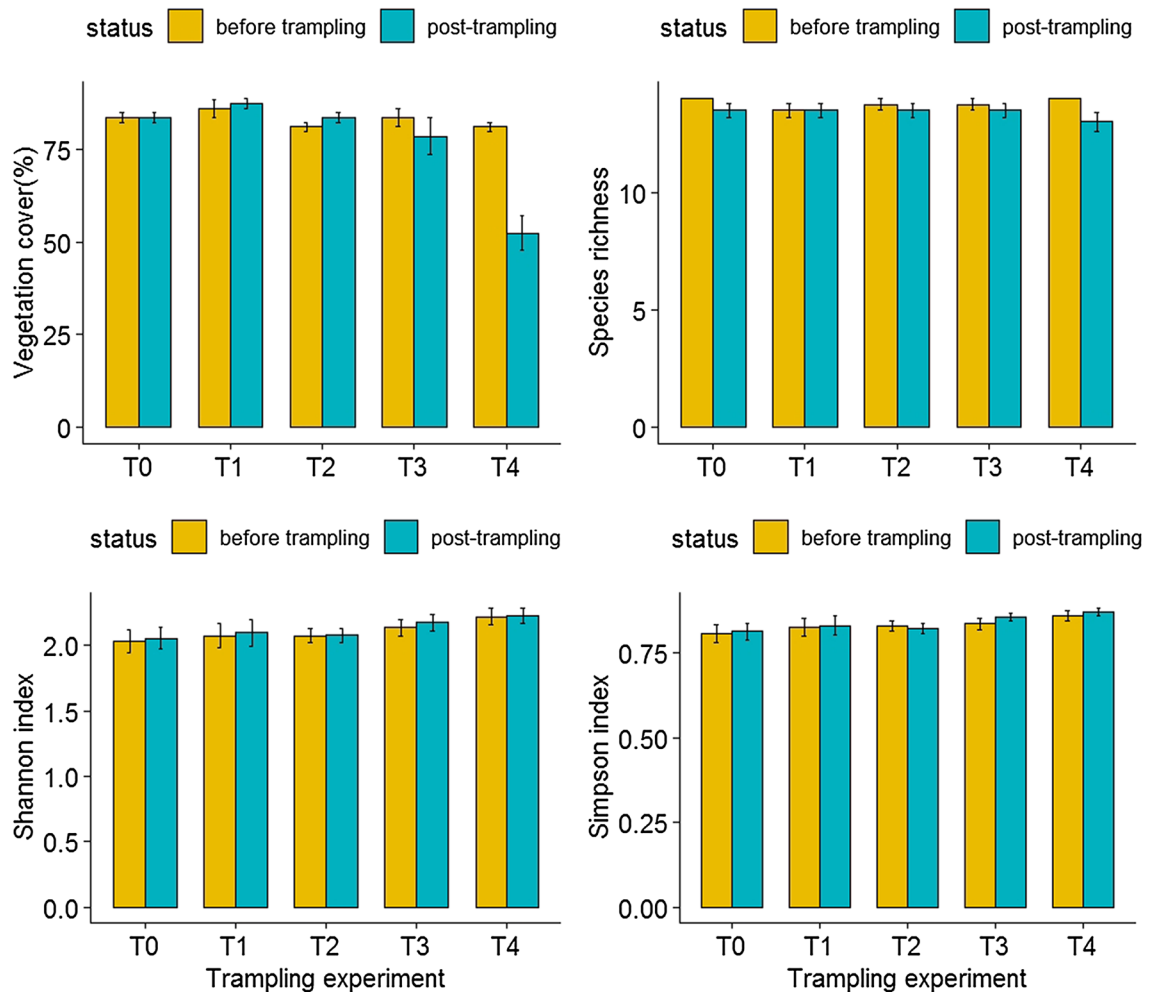 status before trampling post-trampling
Vegetation cover(%)
75
50
25
0
T0 T1 T2 T3 T4
status before trampling post-trampling
Species richness
10
5
0
T0 T1 T2 T3 T4
status before trampling post-trampling
Shannon index
2.0
1.5
1.0
0.5
0.0
T0 T1 T2 T3 T4
Trampling experiment
status before trampling post-trampling
Simpson index
0.75
0.50
0.25
0.00
T0 T1 T2 T3 T4
Trampling experiment